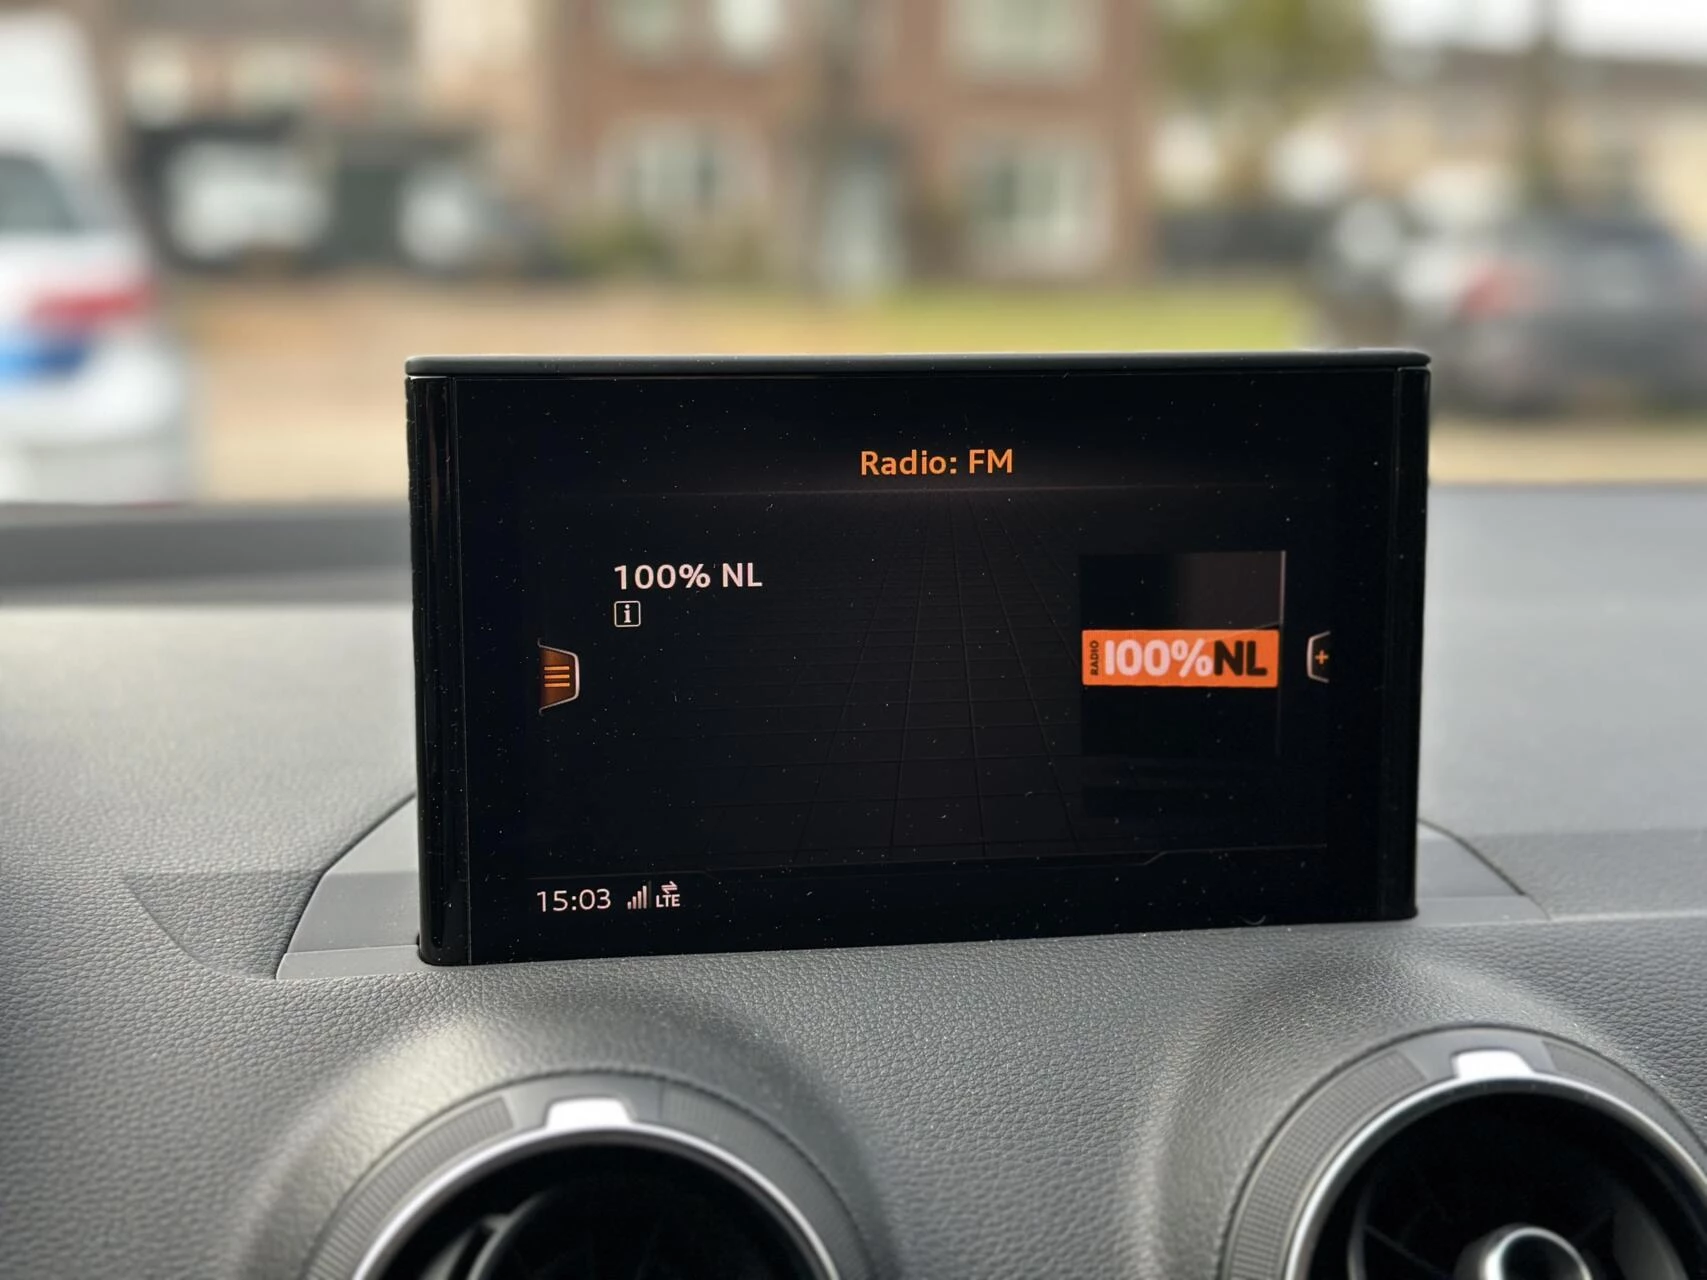 Radio: FM
100% NL
i
RADIO 100%NL
15:03 LTE